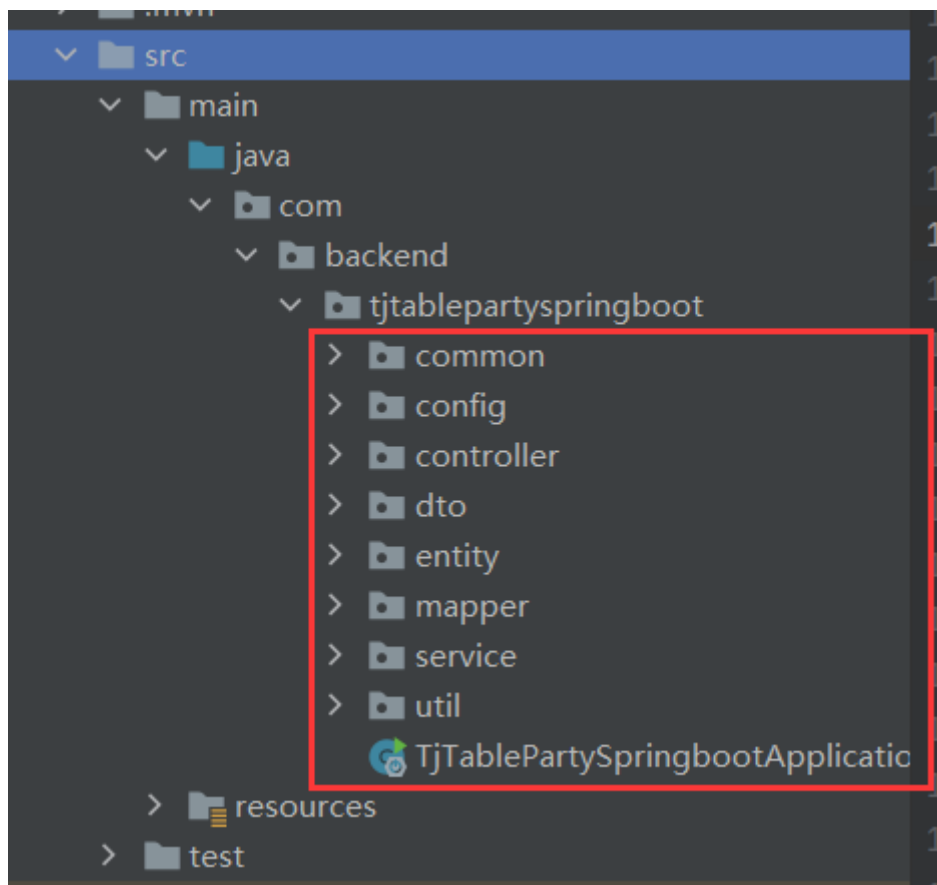 src
main
java
com
backend
tjtablepartyspringboot
common
config
controller
dto
entity
mapper
service
util
TjTablePartySpringbootApplicatio
resources
test